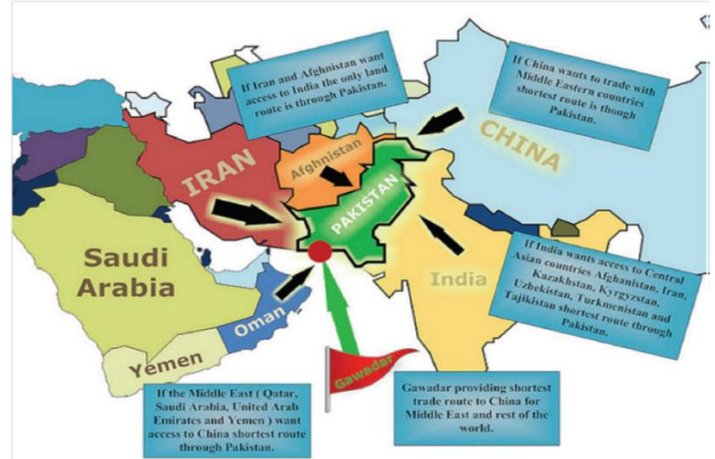 If Iran and Afghnistan want
access to India the only land
route is through Pakistan.
If China wants to trade with
Middle Eastern countries
shortest route is though
Pakistan.
CHINA
IRAN
Afghnistan
PAKISTAN
Saudi
Arabia
India
Oman
Yemen
If India wants access to Central
Asian countries Afghanistan, Iran,
Kazakhstan, Kyrgyzstan,
Uzbekistan, Turkmenistan and
Tajikistan shortest route through
Pakistan.
Gawadar
If the Middle East ( Qatar,
Saudi Arabia, United Arab
Emirates and Yemen ) want
access to China shortest route
through Pakistan.
Gawadar providing shortest
trade route to China for
Middle East and rest of the
world.